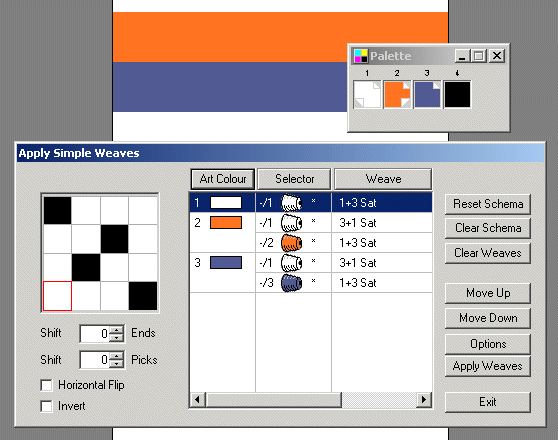 Palette
1 2 3 4
Apply Simple Weaves
Art Colour Selector Weave
1 -/1 * 1+3 Sat
2 -/1 * 3+1 Sat
-/2 * 1+3 Sat
3 -/1 * 3+1 Sat
-/3 * 1+3 Sat
Shift 0 Ends
Shift 0 Picks
Horizontal Flip
Invert
Reset Schema
Clear Schema
Clear Weaves
Move Up
Move Down
Options
Apply Weaves
Exit